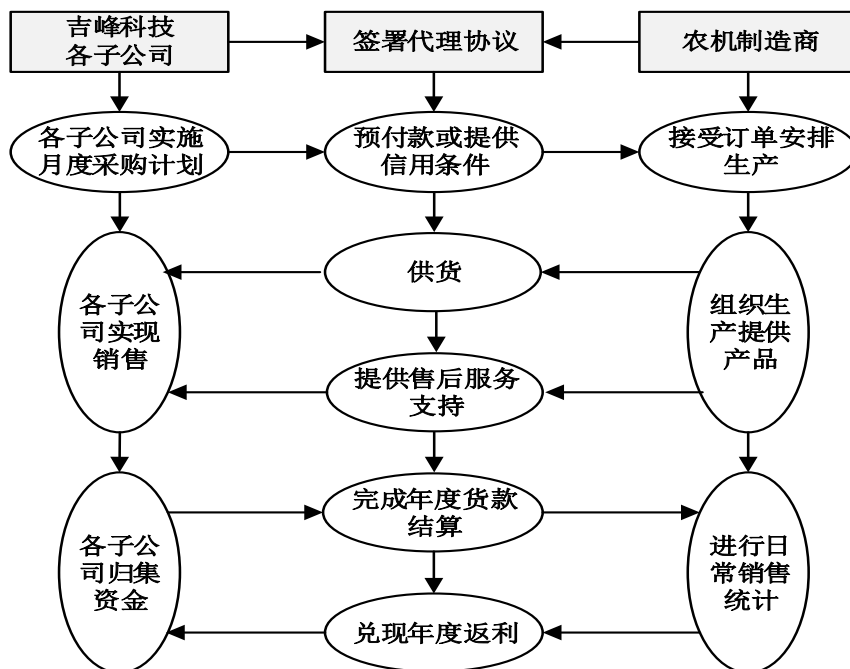 吉峰科技
各子公司
签署代理协议
农机制造商
各子公司实施
月度采购计划
预付款或提供
信用条件
接受订单安排
生产
各子公
司实现
销售
供货
组织生
产提供
产品
提供售后服务
支持
各子公
司归集
资金
完成年度货款
结算
进行日
常销售
统计
兑现年度返利